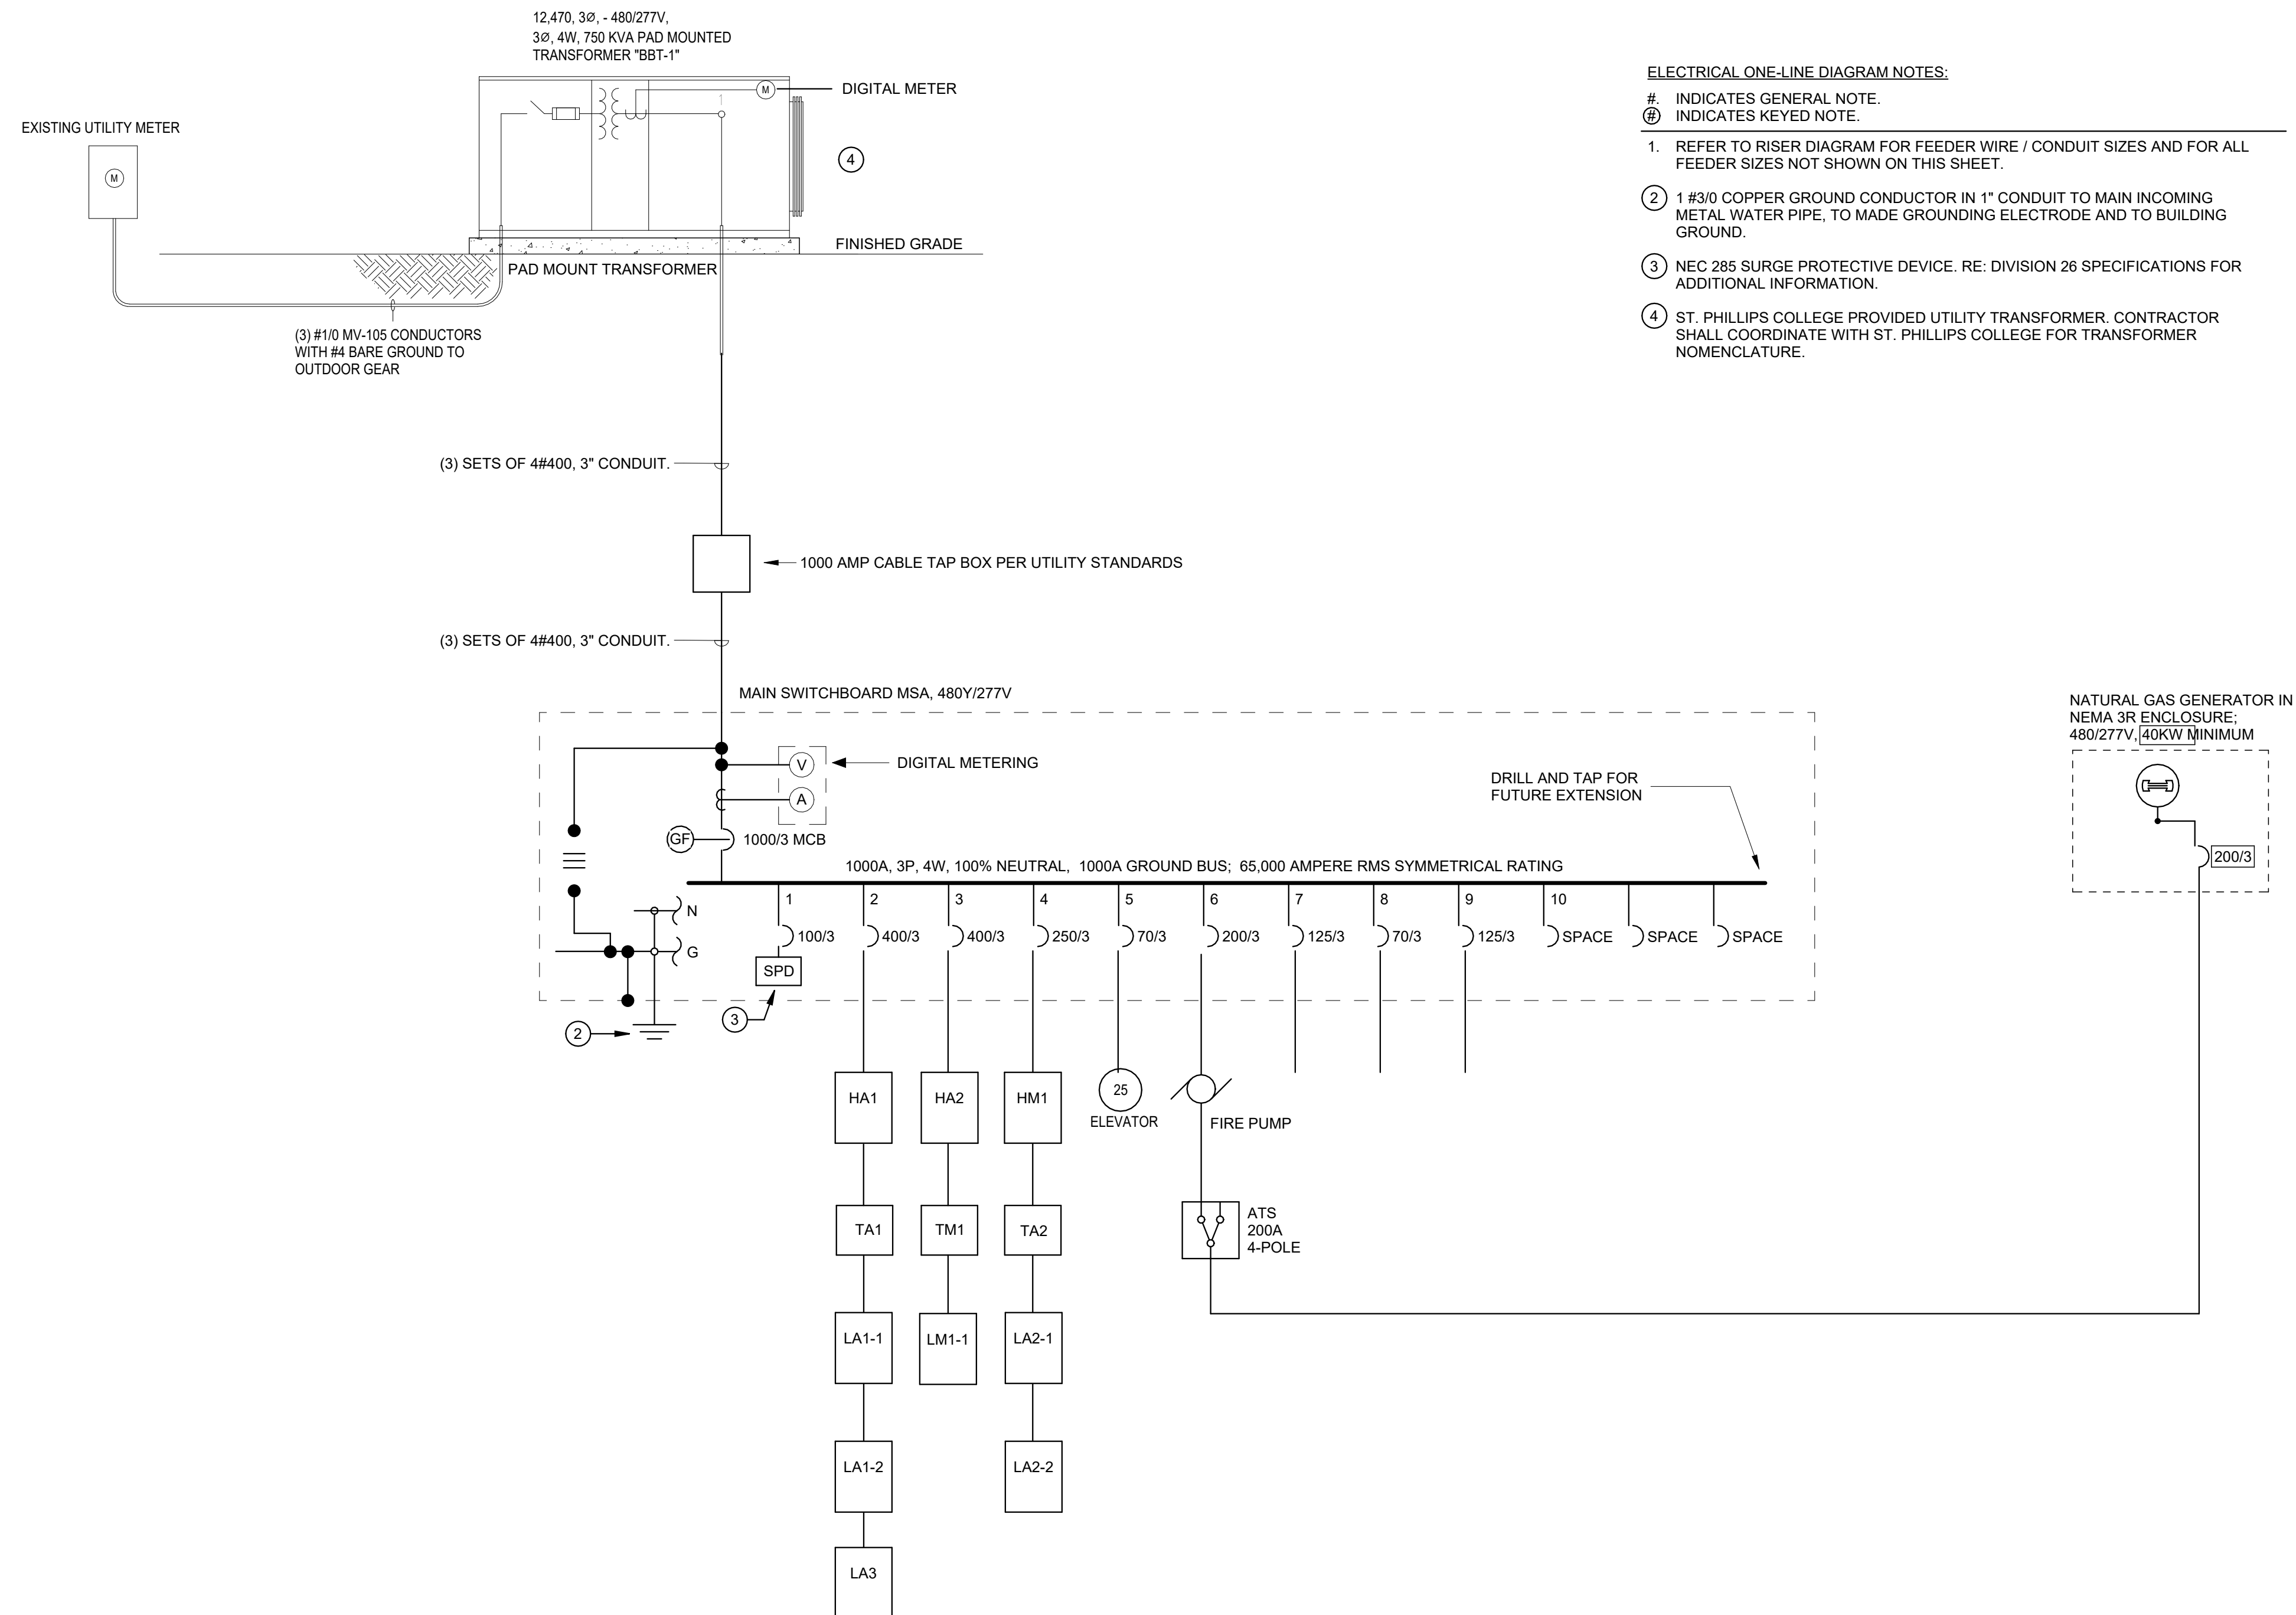 12,470, 3Ø, - 480/277V,
3Ø, 4W, 750 KVA PAD MOUNTED
TRANSFORMER "BBT-1"
M
DIGITAL METER
1
4
EXISTING UTILITY METER
M
FINISHED GRADE
PAD MOUNT TRANSFORMER
(3) #1/0 MV-105 CONDUCTORS
WITH #4 BARE GROUND TO
OUTDOOR GEAR
ELECTRICAL ONE-LINE DIAGRAM NOTES:
#. INDICATES GENERAL NOTE.
# INDICATES KEYED NOTE.
1. REFER TO RISER DIAGRAM FOR FEEDER WIRE / CONDUIT SIZES AND FOR ALL
FEEDER SIZES NOT SHOWN ON THIS SHEET.
2 1 #3/0 COPPER GROUND CONDUCTOR IN 1" CONDUIT TO MAIN INCOMING
METAL WATER PIPE, TO MADE GROUNDING ELECTRODE AND TO BUILDING
GROUND.
3 NEC 285 SURGE PROTECTIVE DEVICE. RE: DIVISION 26 SPECIFICATIONS FOR
ADDITIONAL INFORMATION.
4 ST. PHILLIPS COLLEGE PROVIDED UTILITY TRANSFORMER. CONTRACTOR
SHALL COORDINATE WITH ST. PHILLIPS COLLEGE FOR TRANSFORMER
NOMENCLATURE.
(3) SETS OF 4#400, 3" CONDUIT.
1000 AMP CABLE TAP BOX PER UTILITY STANDARDS
(3) SETS OF 4#400, 3" CONDUIT.
MAIN SWITCHBOARD MSA, 480Y/277V
V
DIGITAL METERING
A
GF
1000/3 MCB
DRILL AND TAP FOR
FUTURE EXTENSION
1000A, 3P, 4W, 100% NEUTRAL, 1000A GROUND BUS; 65,000 AMPERE RMS SYMMETRICAL RATING
NATURAL GAS GENERATOR IN
NEMA 3R ENCLOSURE;
480/277V, 40KW MINIMUM
200/3
1 2 3 4 5 6 7 8 9 10
N
G
100/3 400/3 400/3 250/3 70/3 200/3 125/3 70/3 125/3 SPACE SPACE SPACE
SPD
3
2
HA1 HA2 HM1
25
ELEVATOR
FIRE PUMP
TA1 TM1 TA2
ATS
200A
4-POLE
LA1-1 LM1-1 LA2-1
LA1-2 LA2-2
LA3